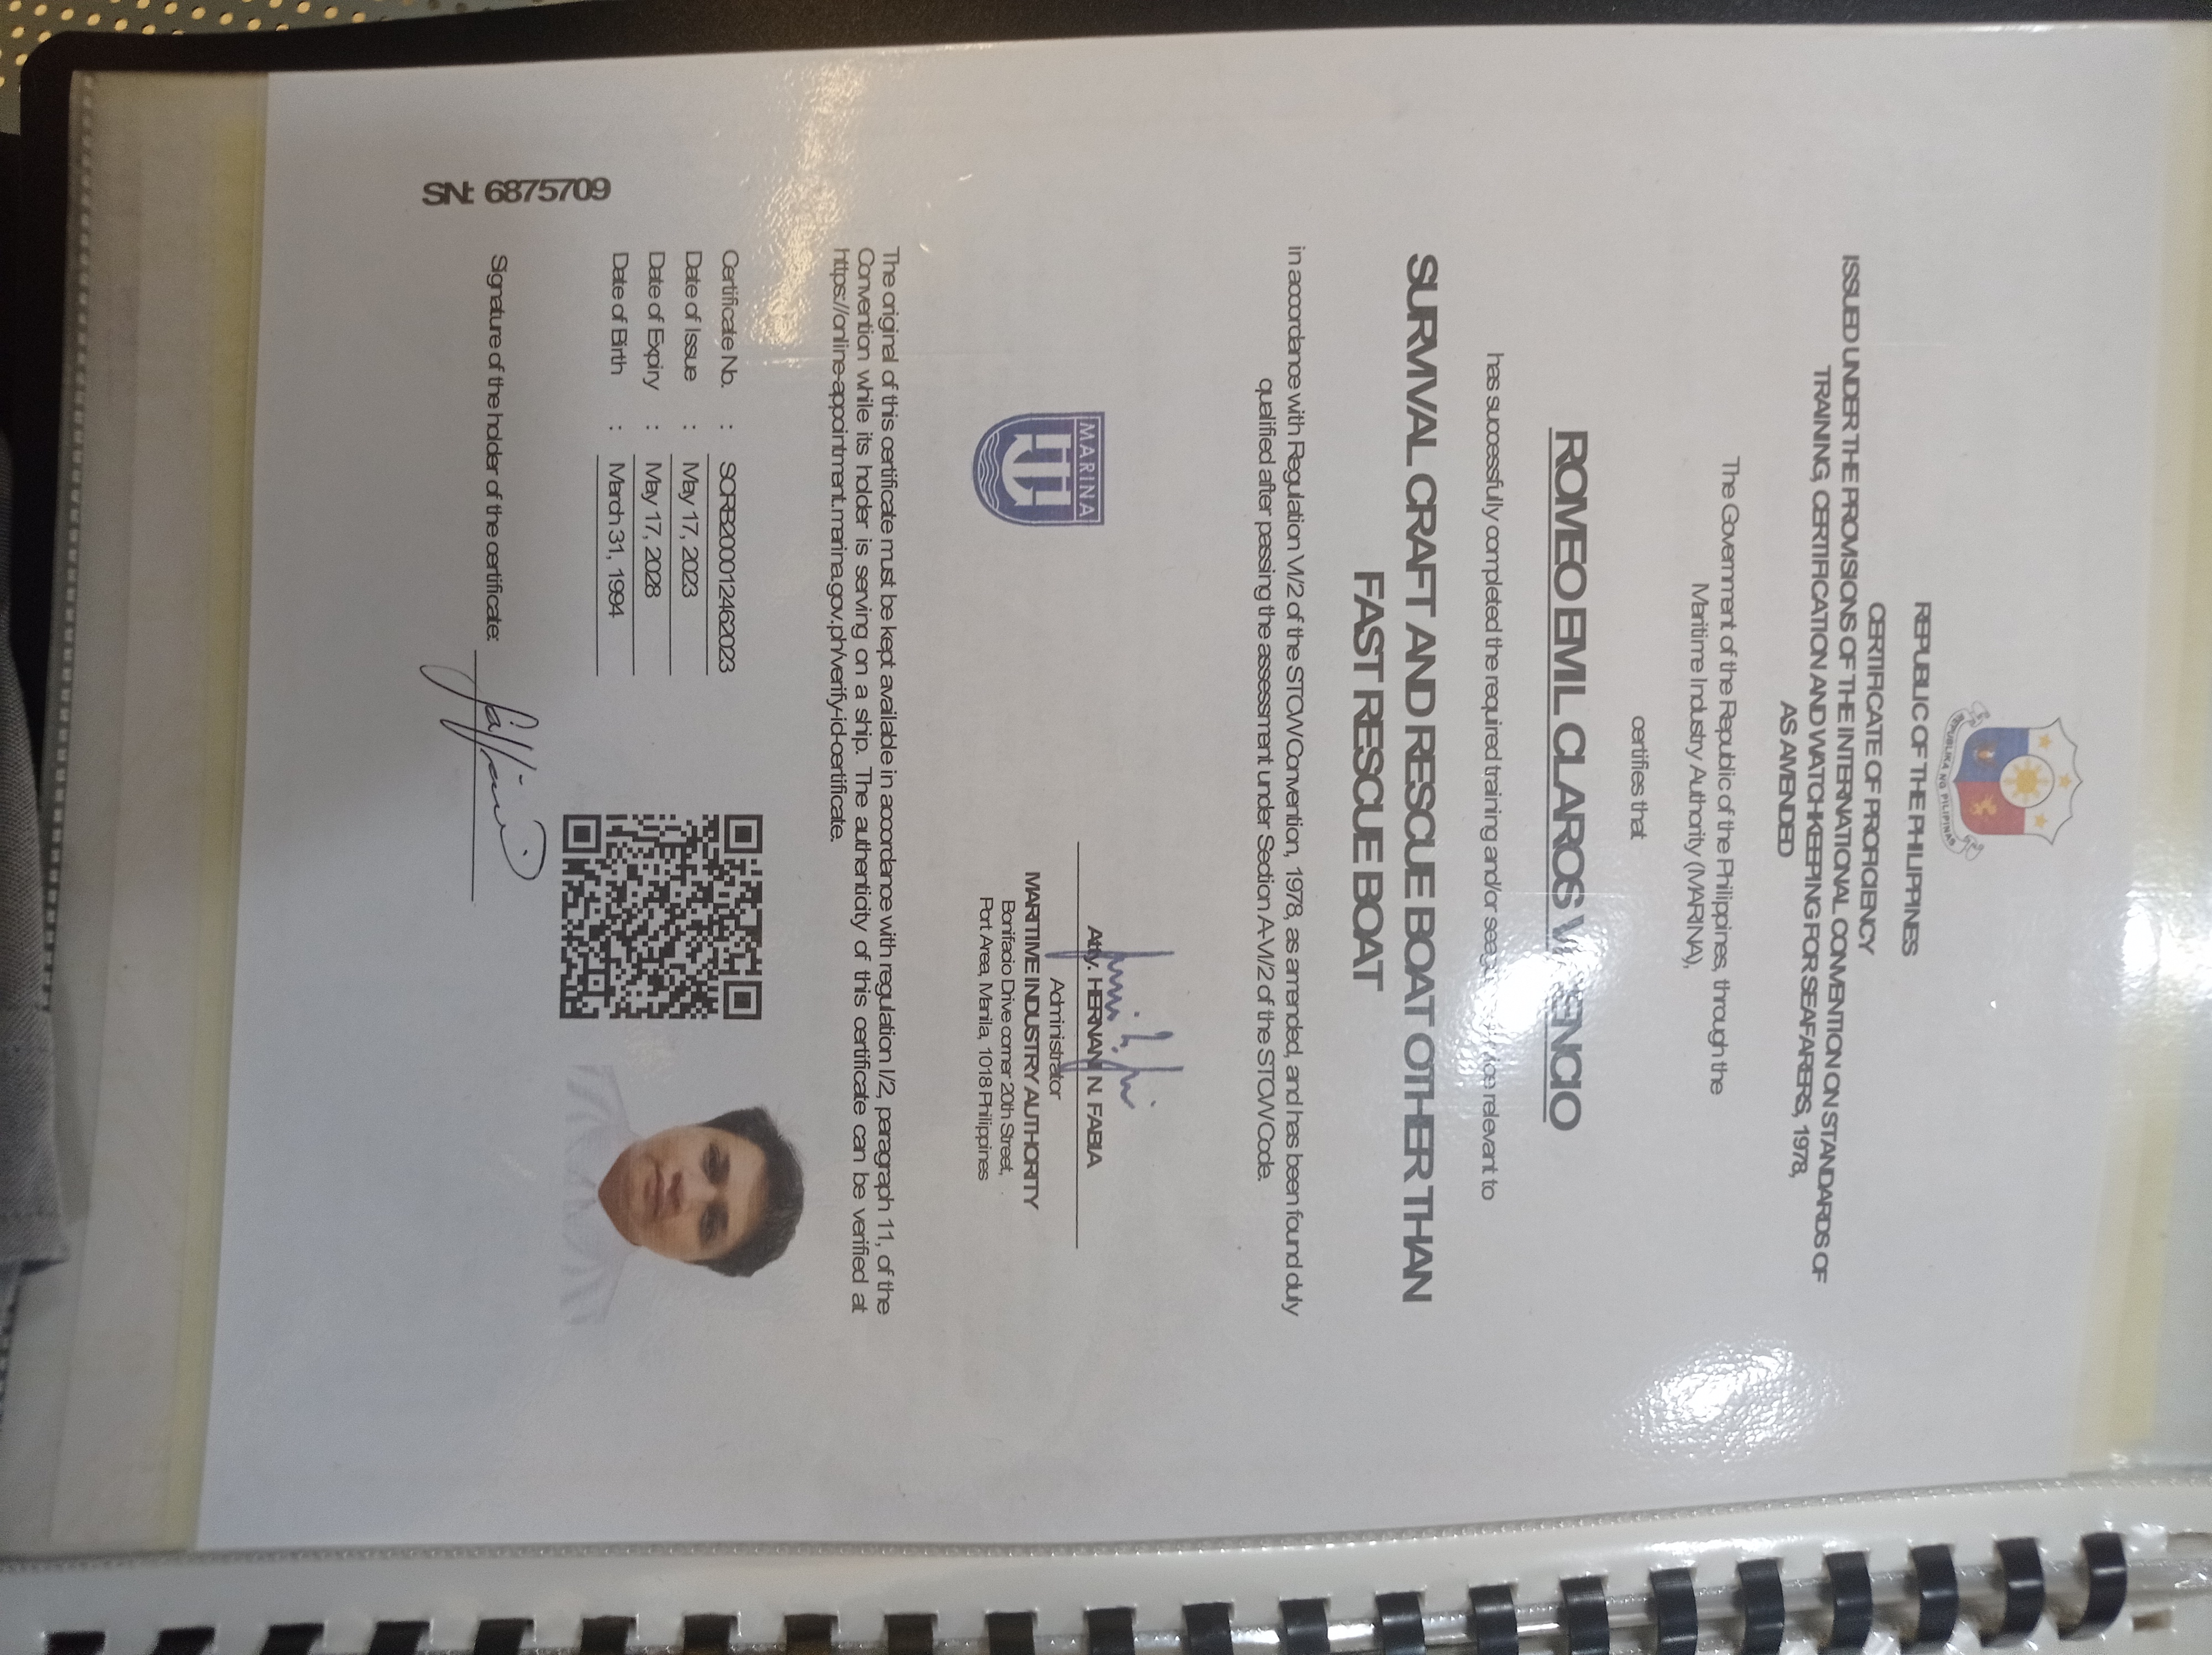 REPUBLIKA NG PILIPINAS
REPUBLIC OF THE PHILIPPINES
CERTIFICATE OF PROFICIENCY
ISSUED UNDER THE PROVISIONS OF THE INTERNATIONAL CONVENTION ON STANDARDS OF
TRAINING, CERTIFICATION AND WATCHKEEPING FOR SEAFARERS, 1978,
AS AMENDED
The Government of the Republic of the Philippines, through the
Maritime Industry Authority (MARINA),
certifies that
ROMEO EMIL CLAROS
has successfully completed the required training and/or relevant to
SURVIVAL CRAFT AND RESCUE BOAT OTHER THAN
FAST RESCUE BOAT
in accordance with Regulation VI/2 of the STCW Convention, 1978, as amended, and has been found duly
qualified after passing the assessment under Section A-VI/2 of the STCW Code.
MARINA
Atty. HERNANI N. FABIA
Administrator
MARITIME INDUSTRY AUTHORITY
Bonifacio Drive corner 20th Street,
Port Area, Manila, 1018 Philippines
The original of this certificate must be kept available in accordance with regulation I/2, paragraph 11, of the
Convention while its holder is serving on a ship. The authenticity of this certificate can be verified at
https://online-appointment.marina.gov.ph/verify-id-certificate.
Certificate No. : SCRB200012462023
Date of Issue : May 17, 2023
Date of Expiry : May 17, 2028
Date of Birth : March 31, 1994
Signature of the holder of the certificate:
SN: 6875709